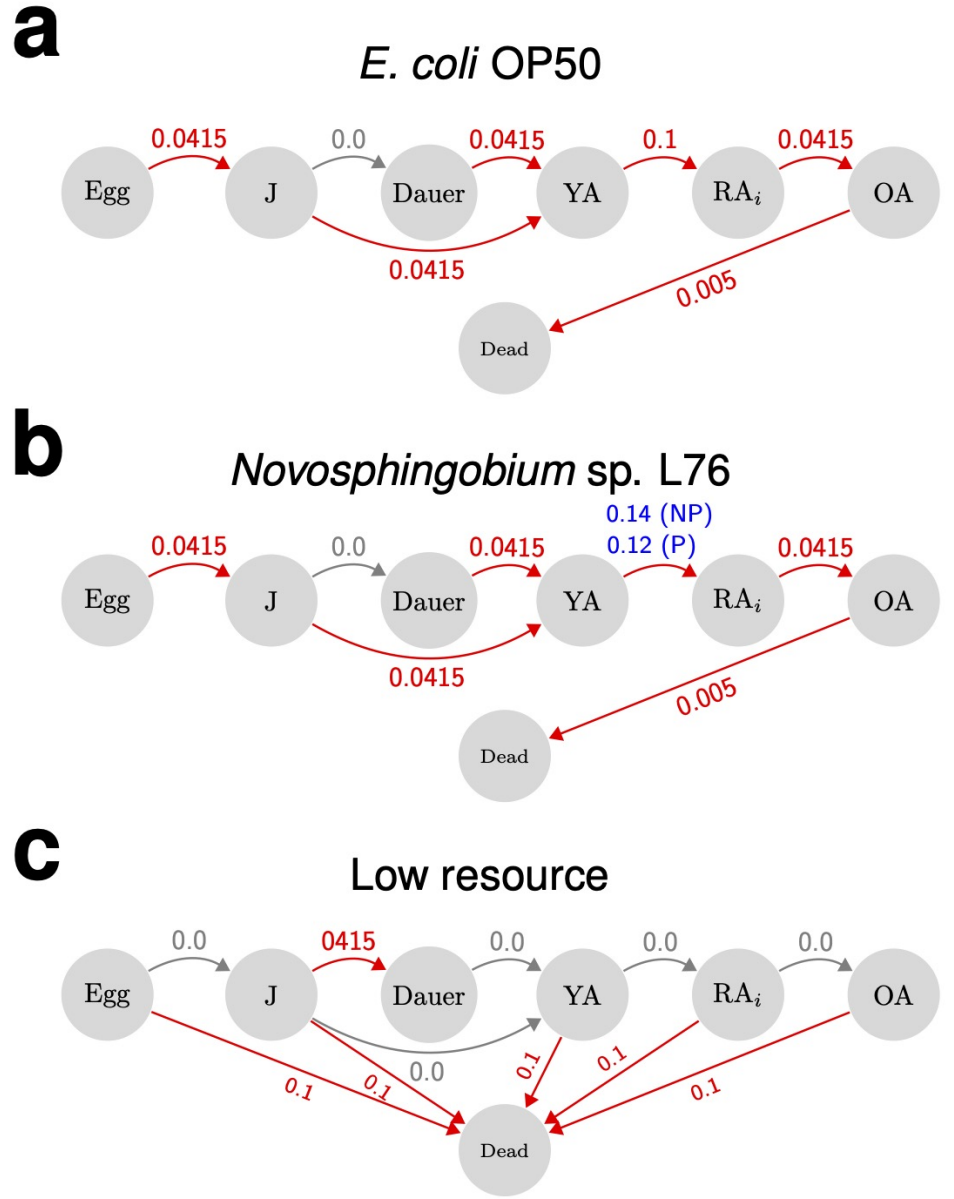 a
E. coli OP50
0.0415 0.0 0.0415 0.1 0.0415
Egg J Dauer YA RAi OA
0.0415
0.005
Dead
b
Novosphingobium sp. L76
0.14 (NP)
0.12 (P)
0.0415 0.0 0.0415 0.0415
Egg J Dauer YA RAi OA
0.0415
0.005
Dead
c
Low resource
0.0 0415 0.0 0.0 0.0
Egg J Dauer YA RAi OA
0.0
0.1 0.1 0.1 0.1 0.1
Dead